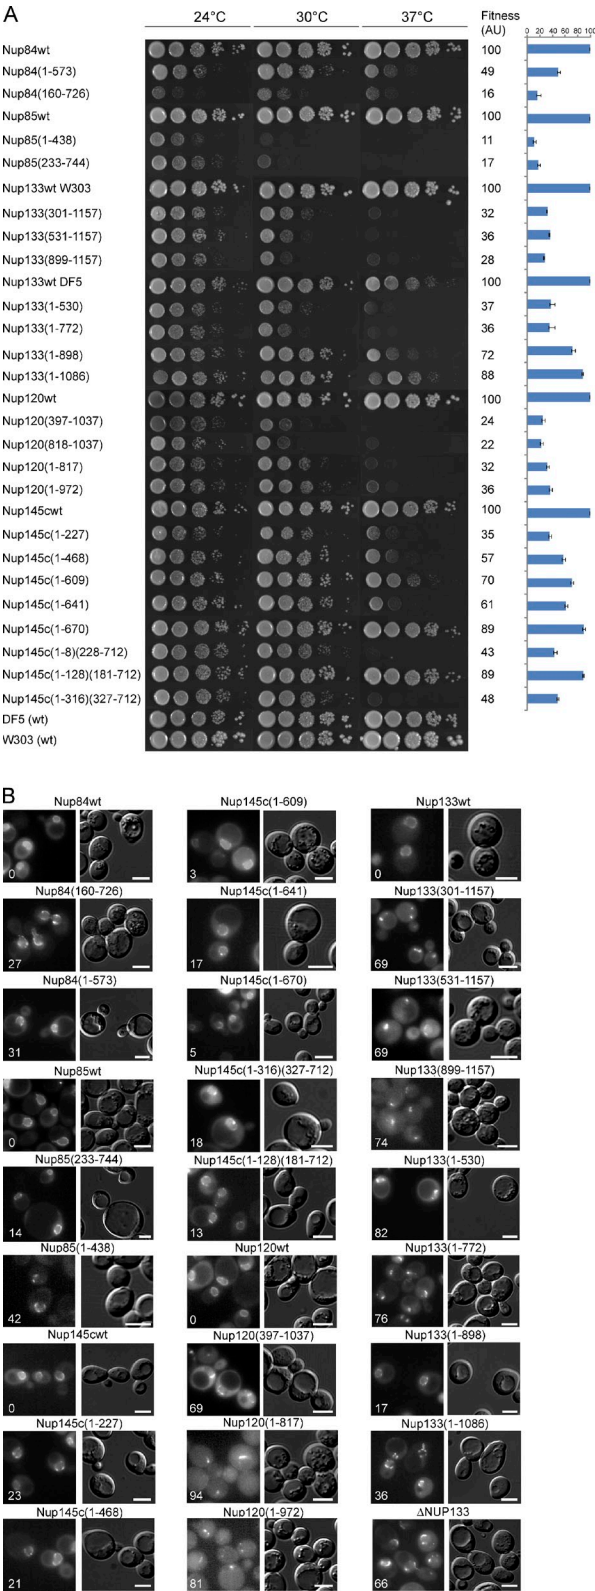 A
24°C 30°C 37°C Fitness
(AU)
0 20 40 60 80 100
Nup84wt 100
Nup84(1-573) 49
Nup84(160-726) 16
Nup85wt 100
Nup85(1-438) 11
Nup85(233-744) 17
Nup133wt W303 100
Nup133(301-1157) 32
Nup133(531-1157) 36
Nup133(899-1157) 28
Nup133wt DF5 100
Nup133(1-530) 37
Nup133(1-772) 36
Nup133(1-898) 72
Nup133(1-1086) 88
Nup120wt 100
Nup120(397-1037) 24
Nup120(818-1037) 22
Nup120(1-817) 32
Nup120(1-972) 36
Nup145cwt 100
Nup145c(1-227) 35
Nup145c(1-468) 57
Nup145c(1-609) 70
Nup145c(1-641) 61
Nup145c(1-670) 89
Nup145c(1-8)(228-712) 43
Nup145c(1-128)(181-712) 89
Nup145c(1-316)(327-712) 48
DF5 (wt)
W303 (wt)
B
Nup84wt Nup145c(1-609) Nup133wt
0 3 0
Nup84(160-726) Nup145c(1-641) Nup133(301-1157)
27 17 69
Nup84(1-573) Nup145c(1-670) Nup133(531-1157)
31 5 69
Nup85wt Nup145c(1-316)(327-712) Nup133(899-1157)
0 18 74
Nup85(233-744) Nup145c(1-128)(181-712) Nup133(1-530)
14 13 82
Nup85(1-438) Nup120wt Nup133(1-772)
42 0 76
Nup145cwt Nup120(397-1037) Nup133(1-898)
0 69 17
Nup145c(1-227) Nup120(1-817) Nup133(1-1086)
23 94 36
Nup145c(1-468) Nup120(1-972) ΔNUP133
21 81 66